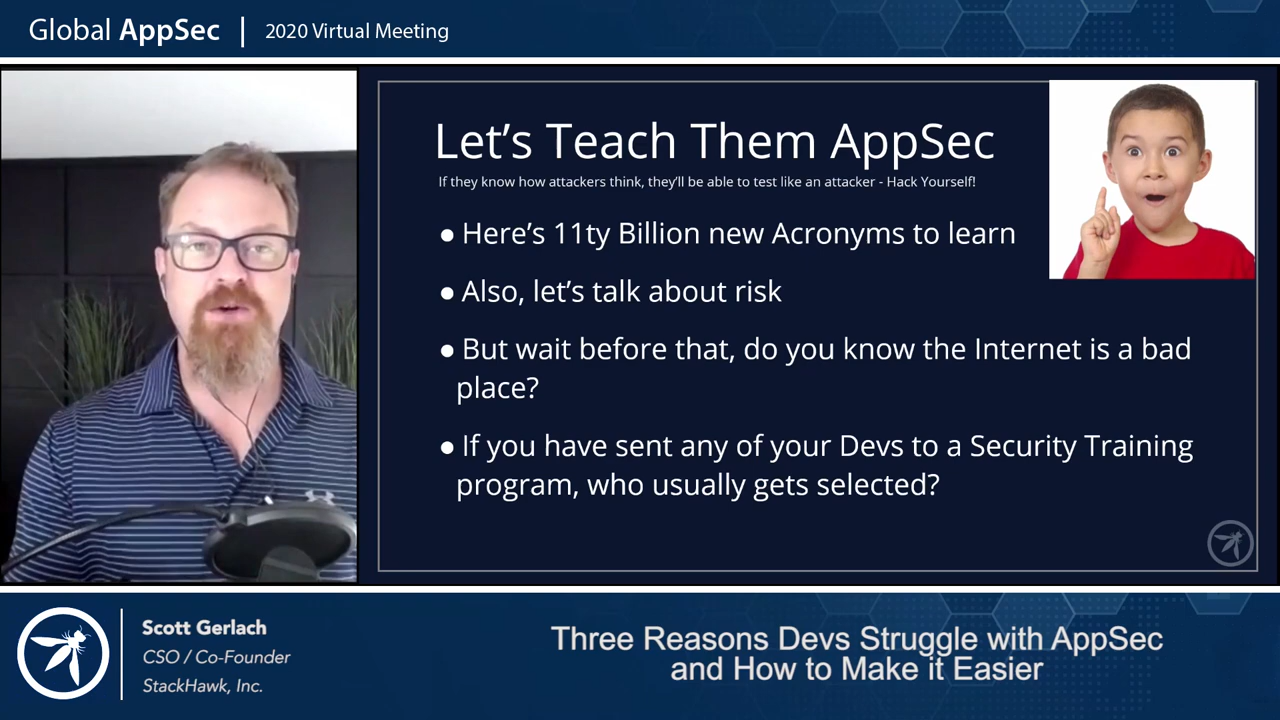 Global AppSec | 2020 Virtual Meeting
Let's Teach Them AppSec
If they know how attackers think, they'll be able to test like an attacker - Hack Yourself!
● Here's 11ty Billion new Acronyms to learn
● Also, let's talk about risk
● But wait before that, do you know the Internet is a bad
place?
● If you have sent any of your Devs to a Security Training
program, who usually gets selected?
Scott Gerlach
CSO / Co-Founder
StackHawk, Inc.
Three Reasons Devs Struggle with AppSec
and How to Make it Easier